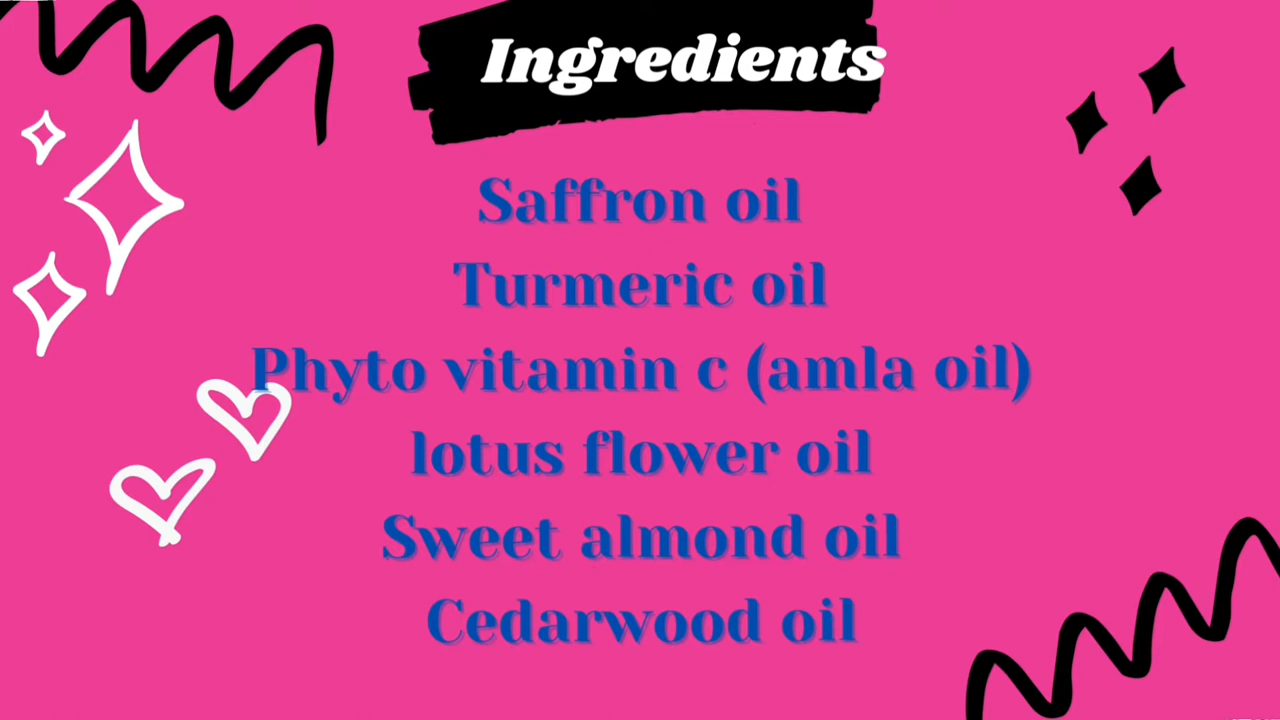 Ingredients
Saffron oil
Turmeric oil
Phyto vitamin c (amla oil)
lotus flower oil
Sweet almond oil
Cedarwood oil